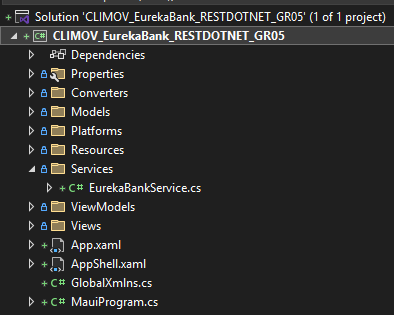 Solution 'CLIMOV_EurekaBank_RESTDOTNET_GR05' (1 of 1 project)
C# CLIMOV_EurekaBank_RESTDOTNET_GR05
Dependencies
Properties
Converters
Models
Platforms
Resources
Services
C# EurekaBankService.cs
ViewModels
Views
App.xaml
AppShell.xaml
C# GlobalXmlns.cs
C# MauiProgram.cs